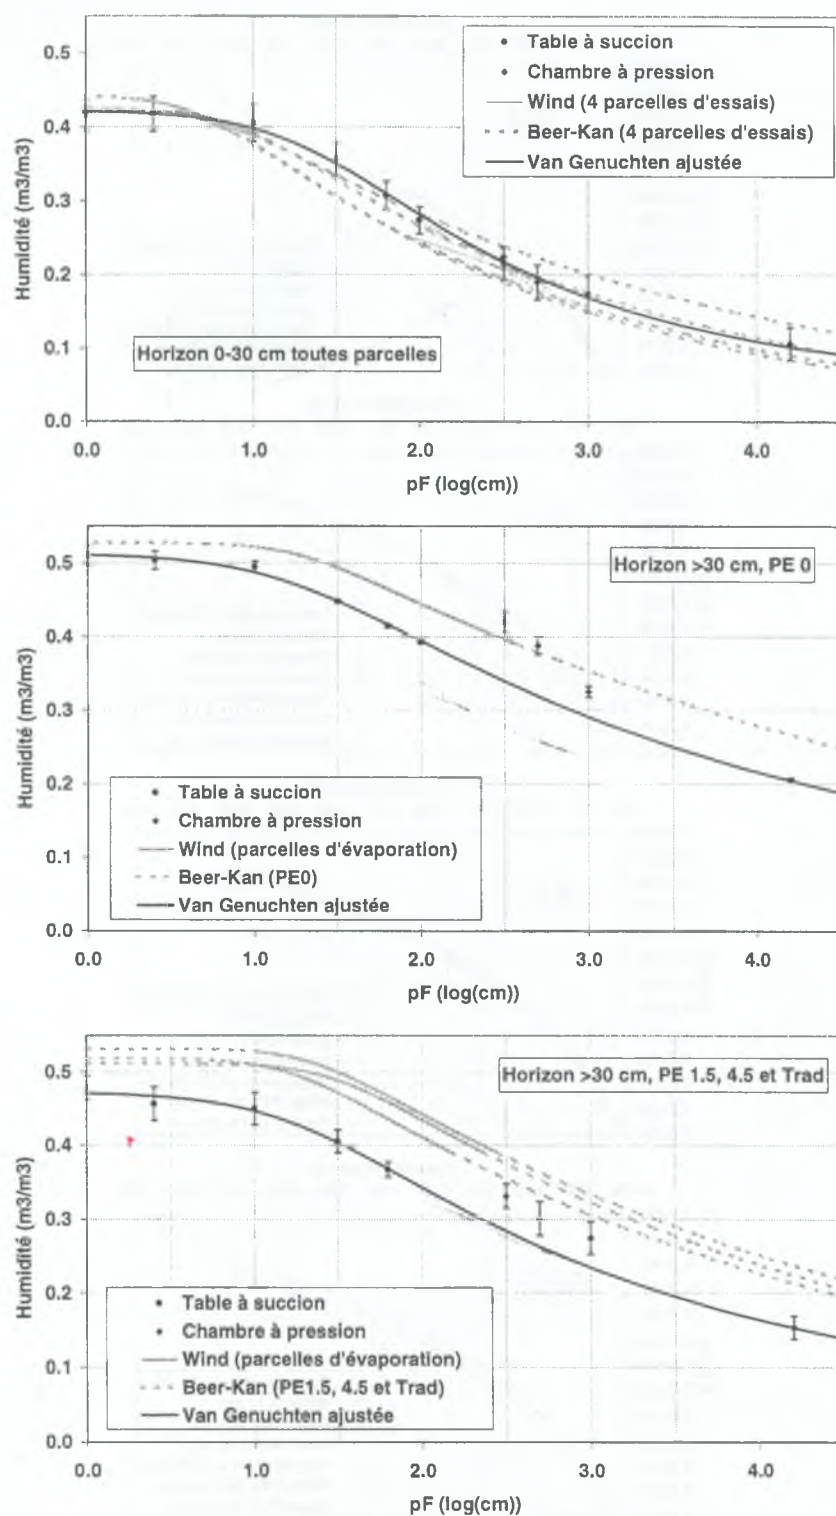 0.5
0.4
0.3
0.2
0.1
0.0
Humidité (m3/m3)
Table à succion
Chambre à pression
Wind (4 parcelles d'essais)
Beer-Kan (4 parcelles d'essais)
Van Genuchten ajustée
Horizon 0-30 cm toutes parcelles
0.0 1.0 2.0 3.0 4.0
pF (log(cm))
0.5
0.4
0.3
0.2
0.1
0.0
Humidité (m3/m3)
Horizon >30 cm, PE 0
Table à succion
Chambre à pression
Wind (parcelles d'évaporation)
Beer-Kan (PE0)
Van Genuchten ajustée
0.0 1.0 2.0 3.0 4.0
pF (log(cm))
0.5
0.4
0.3
0.2
0.1
0.0
Humidité (m3/m3)
Horizon >30 cm, PE 1.5, 4.5 et Trad
Table à succion
Chambre à pression
Wind (parcelles d'évaporation)
Beer-Kan (PE1.5, 4.5 et Trad)
Van Genuchten ajustée
0.0 1.0 2.0 3.0 4.0
pF (log(cm))